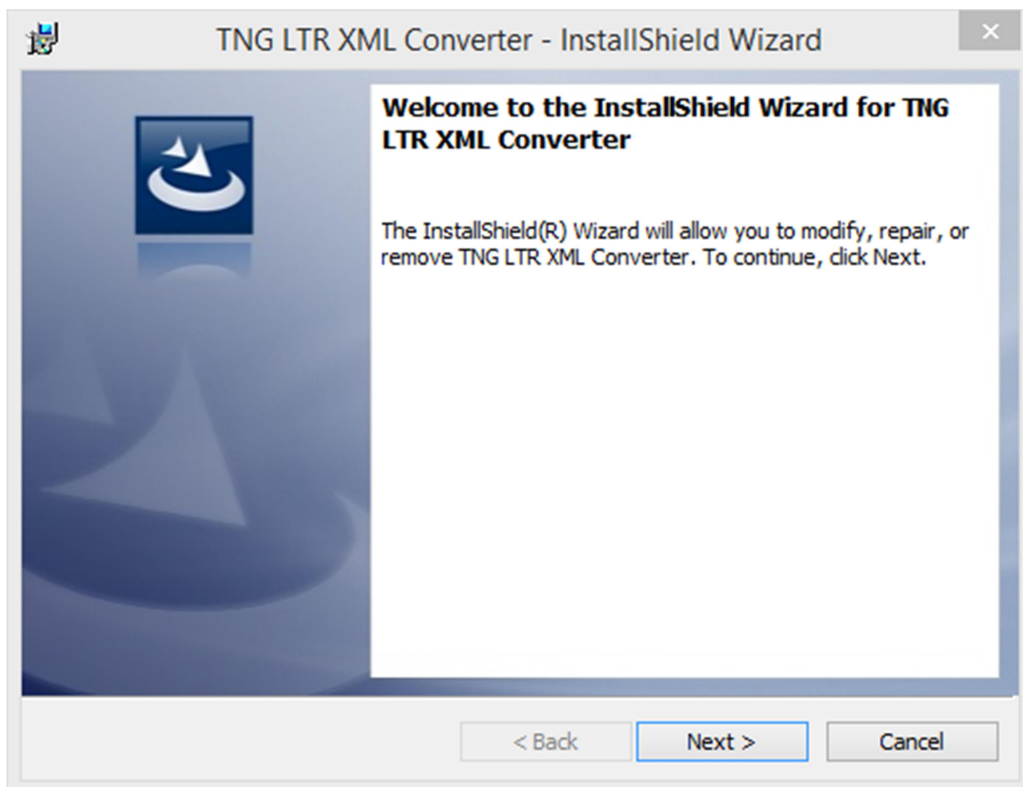 TNG LTR XML Converter - InstallShield Wizard
Welcome to the InstallShield Wizard for TNG
LTR XML Converter
The InstallShield(R) Wizard will allow you to modify, repair, or
remove TNG LTR XML Converter. To continue, click Next.
< Back
Next >
Cancel